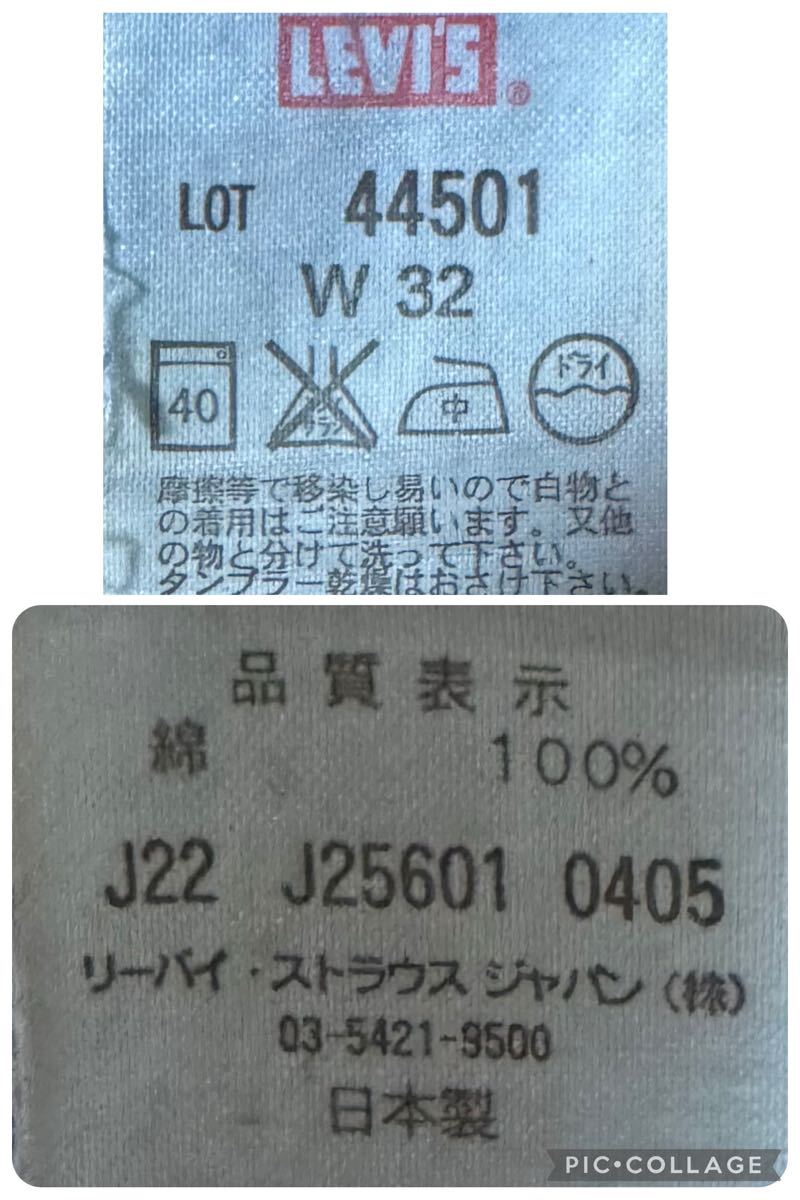 LEVI'S®
LOT 44501
W 32
40 中 ドライ
摩擦等で移染し易いので白物と
の着用はご注意願います。又他
の物と分けて洗って下さい。
タンブラー乾燥はおさけ下さい。
品質表示
綿 100%
J22 J25601 0405
リーバイ・ストラウス ジャパン(株)
03-5421-9500
日本製
PIC•COLLAGE